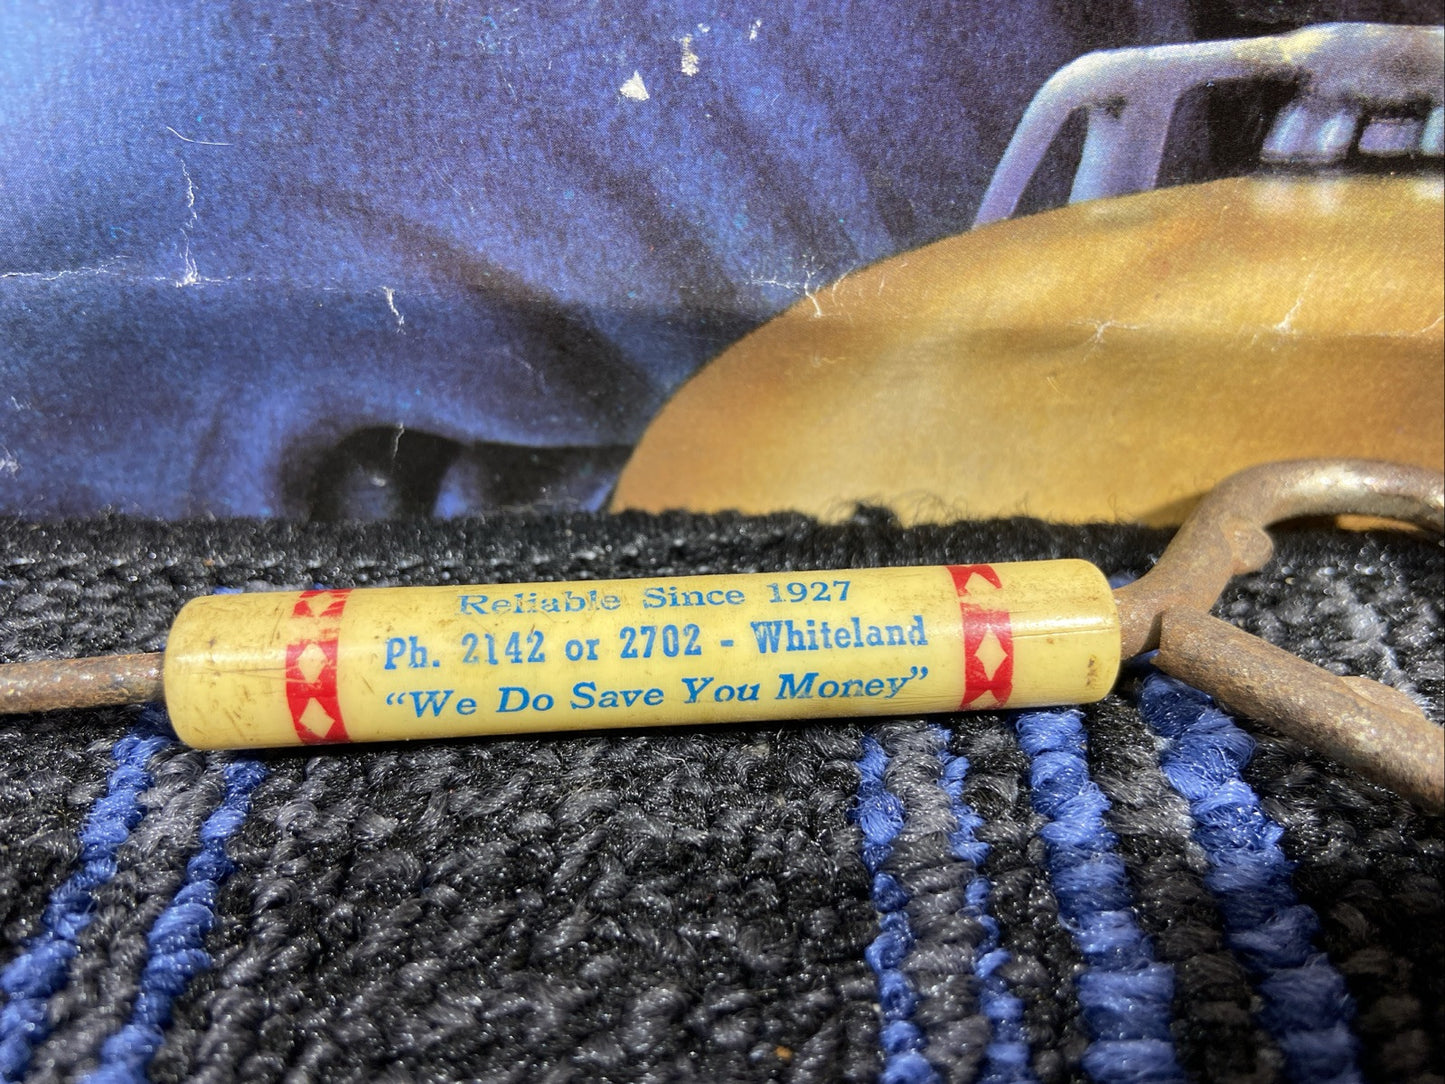 Reliable Since 1927
Ph. 2142 or 2702 - Whiteland
“We Do Save You Money”